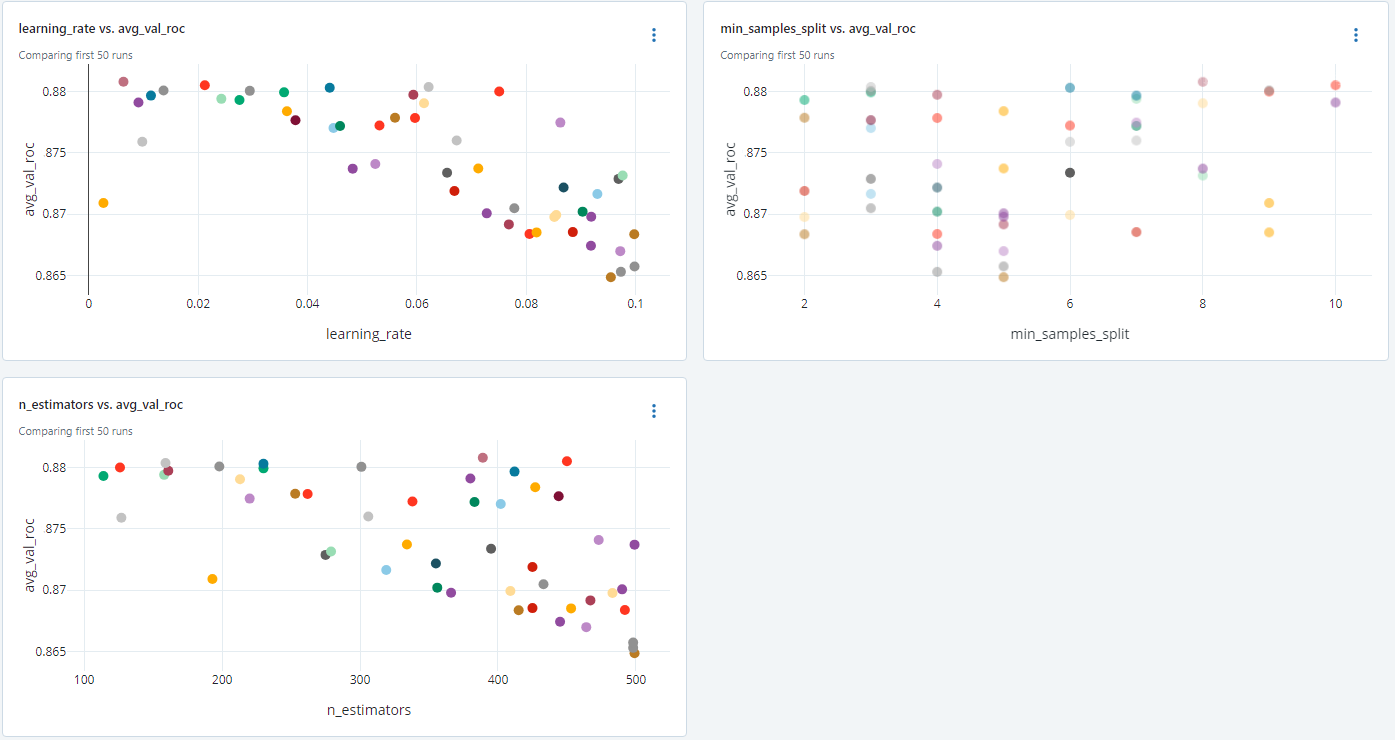 learning_rate vs. avg_val_roc
Comparing first 50 runs
0.88
.875
0.87
0.865
avg_val_roc
0 0.02 0.04 0.06 0.08 0.1
learning_rate
min_samples_split vs. avg_val_roc
Comparing first 50 runs
0.88
.875
0.87
0.865
avg_val_roc
2 4 6 8 10
min_samples_split
n_estimators vs. avg_val_roc
Comparing first 50 runs
0.88
.875
0.87
0.865
avg_val_roc
100 200 300 400 500
n_estimators